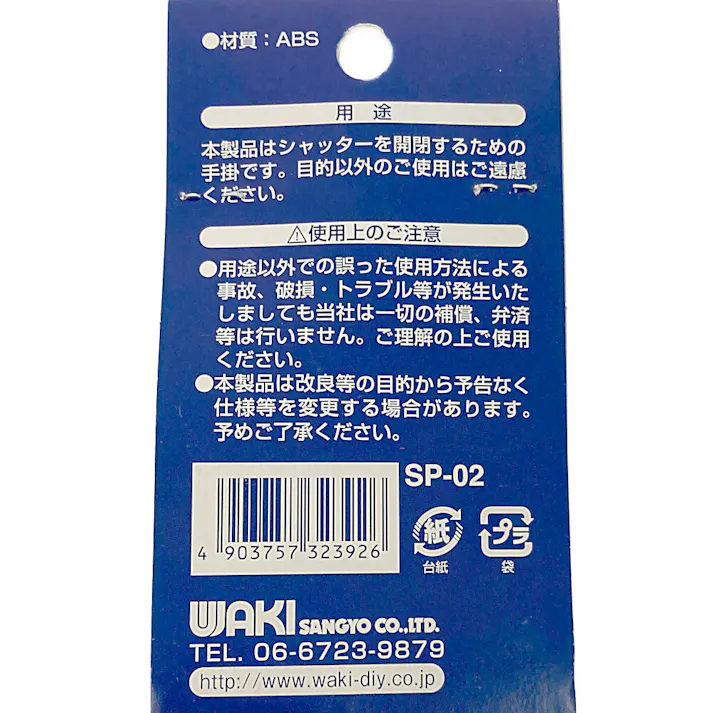 ●材質：ABS
用途
本製品はシャッターを開閉するための
手掛です。目的以外のご使用はご遠慮
ください。
⚠使用上のご注意
●用途以外での誤った使用方法による
事故、破損・トラブル等が発生いた
しましても当社は一切の補償、弁済
等は行いません。ご理解の上ご使用
ください。
●本製品は改良等の目的から予告なく
仕様等を変更する場合があります。
予めご了承ください。
SP-02
4 903757 323926
紙
台紙
プラ
袋
WAKI SANGYO CO.,LTD.
TEL. 06-6723-9879
http://www.waki-diy.co.jp